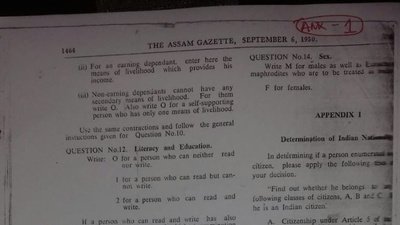 ANX - 1
1464 THE ASSAM GAZETTE, SEPTEMBER 6, 1950.
(ii) For an earning dependant, enter here the
means of livelihood which provides his
income.
(iii) Non-earning dependants cannot have any
secondary means of livelihood. For them
write O. Also write O for a self-supporting
person who has only one means of livelihood.
Use the same contractions and follow the general
instructions given for Question No.10.
QUESTION No.12. Literacy and Education.
Write: O for a person who can neither read
nor write.
1 for a person who can read but can-
not write.
2 for a person who can read and
write.
If a person who can read and write has also
QUESTION No.14. Sex.
Write M for males as well as
maphrodites who are to be treated as
F for females.
APPENDIX I
Determination of Indian
In determining if a person
citizen, please apply the following
your decision.
"Find out whether he belongs to
following classes of citizens, A, B and C
he is an Indian citizen.
A. Citizenship under Article 5 of